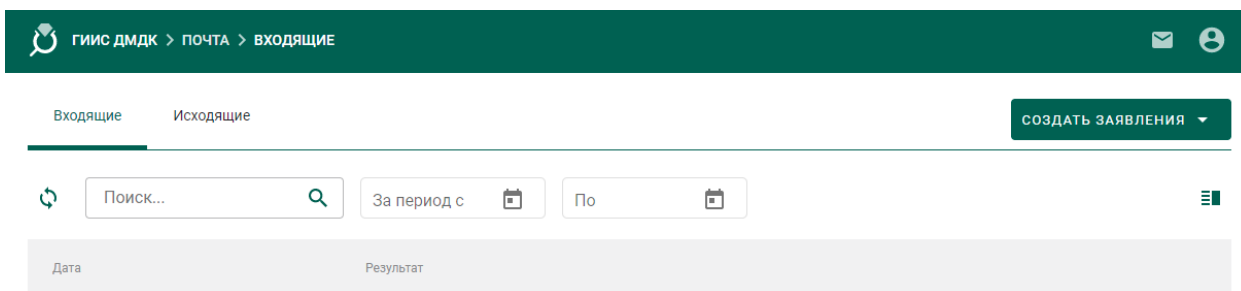 ГИИС ДМДК > ПОЧТА > ВХОДЯЩИЕ
Входящие Исходящие СОЗДАТЬ ЗАЯВЛЕНИЯ
Поиск... За период с По
Дата Результат